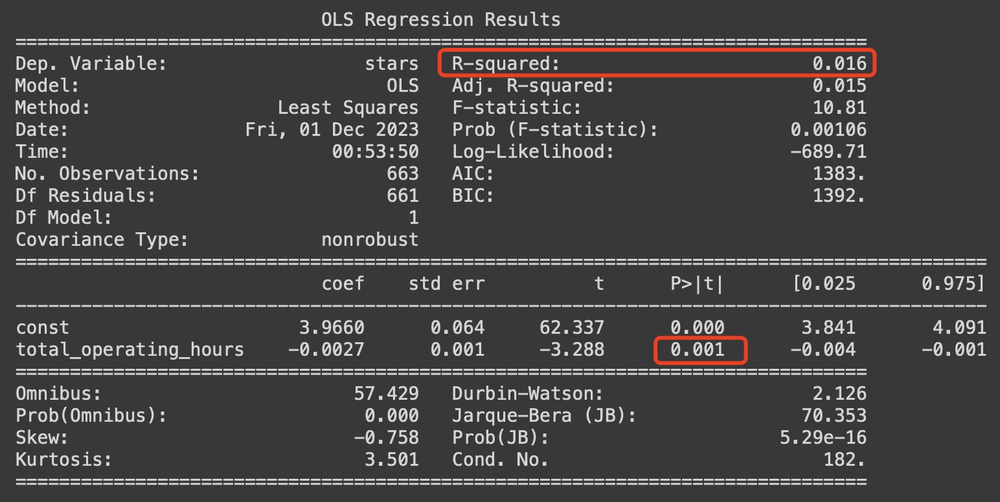 OLS Regression Results
==============================================================================
Dep. Variable: stars R-squared: 0.016
Model: OLS Adj. R-squared: 0.015
Method: Least Squares F-statistic: 10.81
Date: Fri, 01 Dec 2023 Prob (F-statistic): 0.00106
Time: 00:53:50 Log-Likelihood: -689.71
No. Observations: 663 AIC: 1383.
Df Residuals: 661 BIC: 1392.
Df Model: 1
Covariance Type: nonrobust
=========================================================================================
coef std err t P>|t| [0.025 0.975]
-----------------------------------------------------------------------------------------
const 3.9660 0.064 62.337 0.000 3.841 4.091
total_operating_hours -0.0027 0.001 -3.288 0.001 -0.004 -0.001
==============================================================================
Omnibus: 57.429 Durbin-Watson: 2.126
Prob(Omnibus): 0.000 Jarque-Bera (JB): 70.353
Skew: -0.758 Prob(JB): 5.29e-16
Kurtosis: 3.501 Cond. No. 182.
==============================================================================